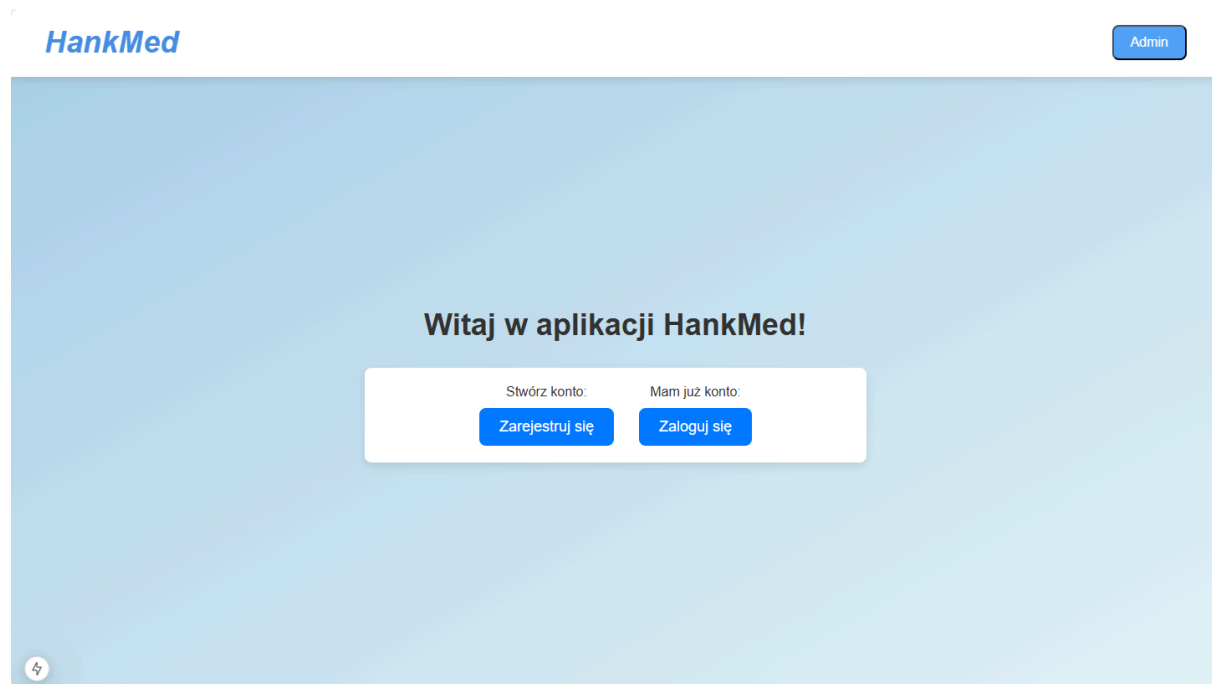 HankMed
Admin
Witaj w aplikacji HankMed!
Stwórz konto:
Mam już konto:
Zarejestruj się
Zaloguj się